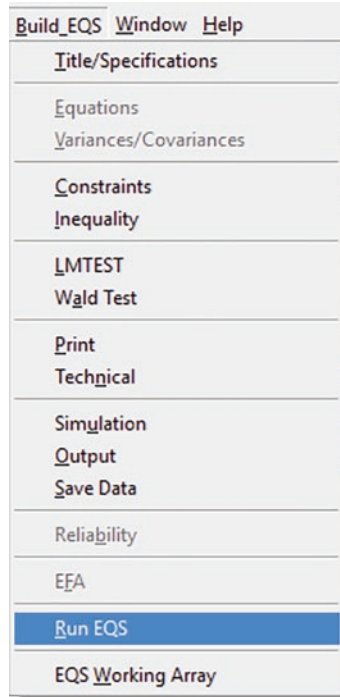 Build_EQS Window Help
Title/Specifications
Equations
Variances/Covariances
Constraints
Inequality
LMTEST
Wald Test
Print
Technical
Simulation
Output
Save Data
Reliability
EFA
Run EQS
EQS Working Array